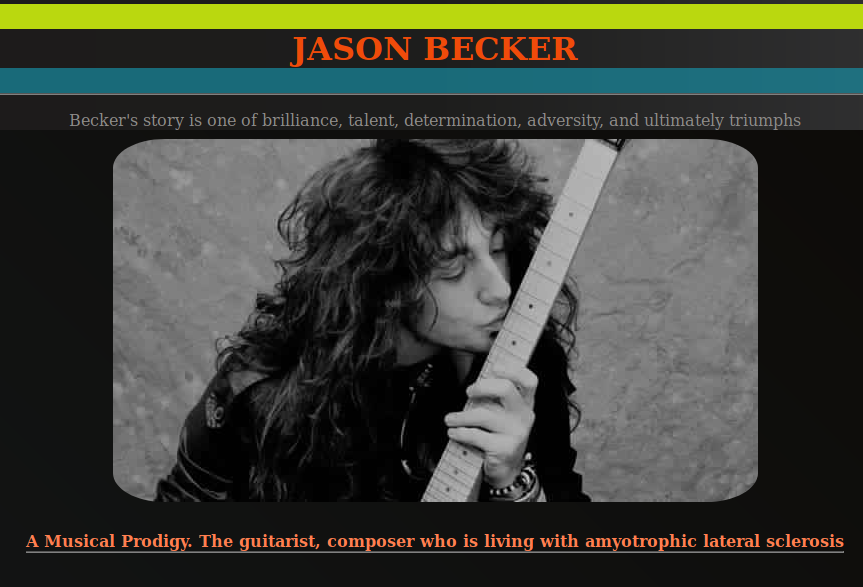 JASON BECKER
Becker's story is one of brilliance, talent, determination, adversity, and ultimately triumphs
A Musical Prodigy. The guitarist, composer who is living with amyotrophic lateral sclerosis